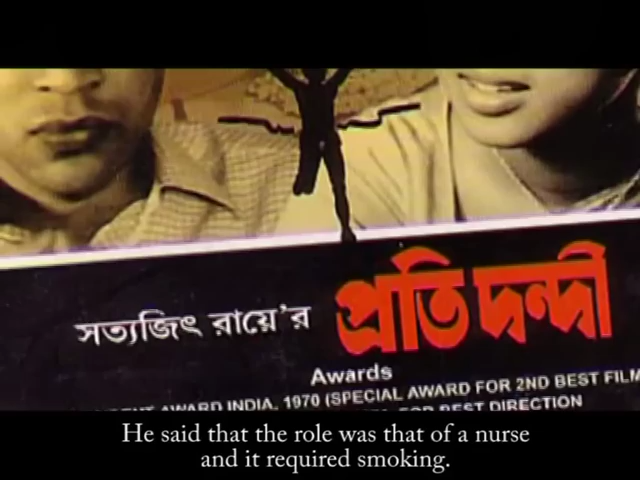 সত্যজিৎ রায়ে'র প্রতিদ্বন্দ্বী
Awards
AWARD INDIA, 1970 (SPECIAL AWARD FOR 2ND BEST FILM
FOR BEST DIRECTION
He said that the role was that of a nurse
and it required smoking.